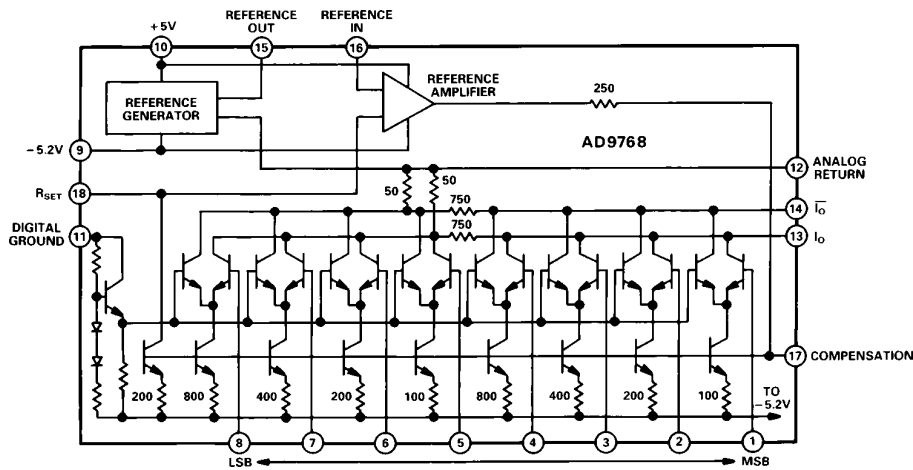 REFERENCE OUT
REFERENCE IN
+5V
10
15
16
REFERENCE GENERATOR
REFERENCE AMPLIFIER
250
AD9768
-5.2V
9
12
ANALOG RETURN
RSET
18
50
50
750
14
IO
DIGITAL GROUND
11
750
13
IO
17
COMPENSATION
200
800
400
200
100
800
400
200
100
TO -5.2V
8
7
6
5
4
3
2
1
LSB
MSB